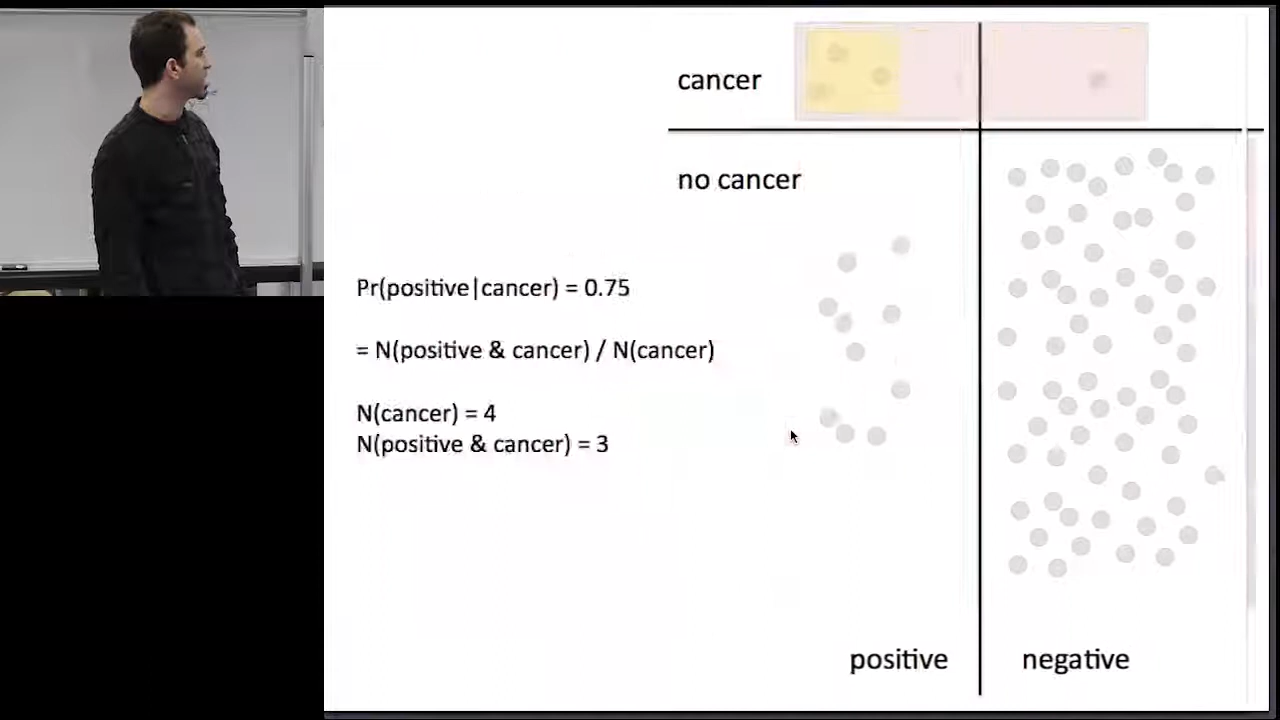 cancer
no cancer
Pr(positive|cancer) = 0.75
= N(positive & cancer) / N(cancer)
N(cancer) = 4
N(positive & cancer) = 3
positive
negative